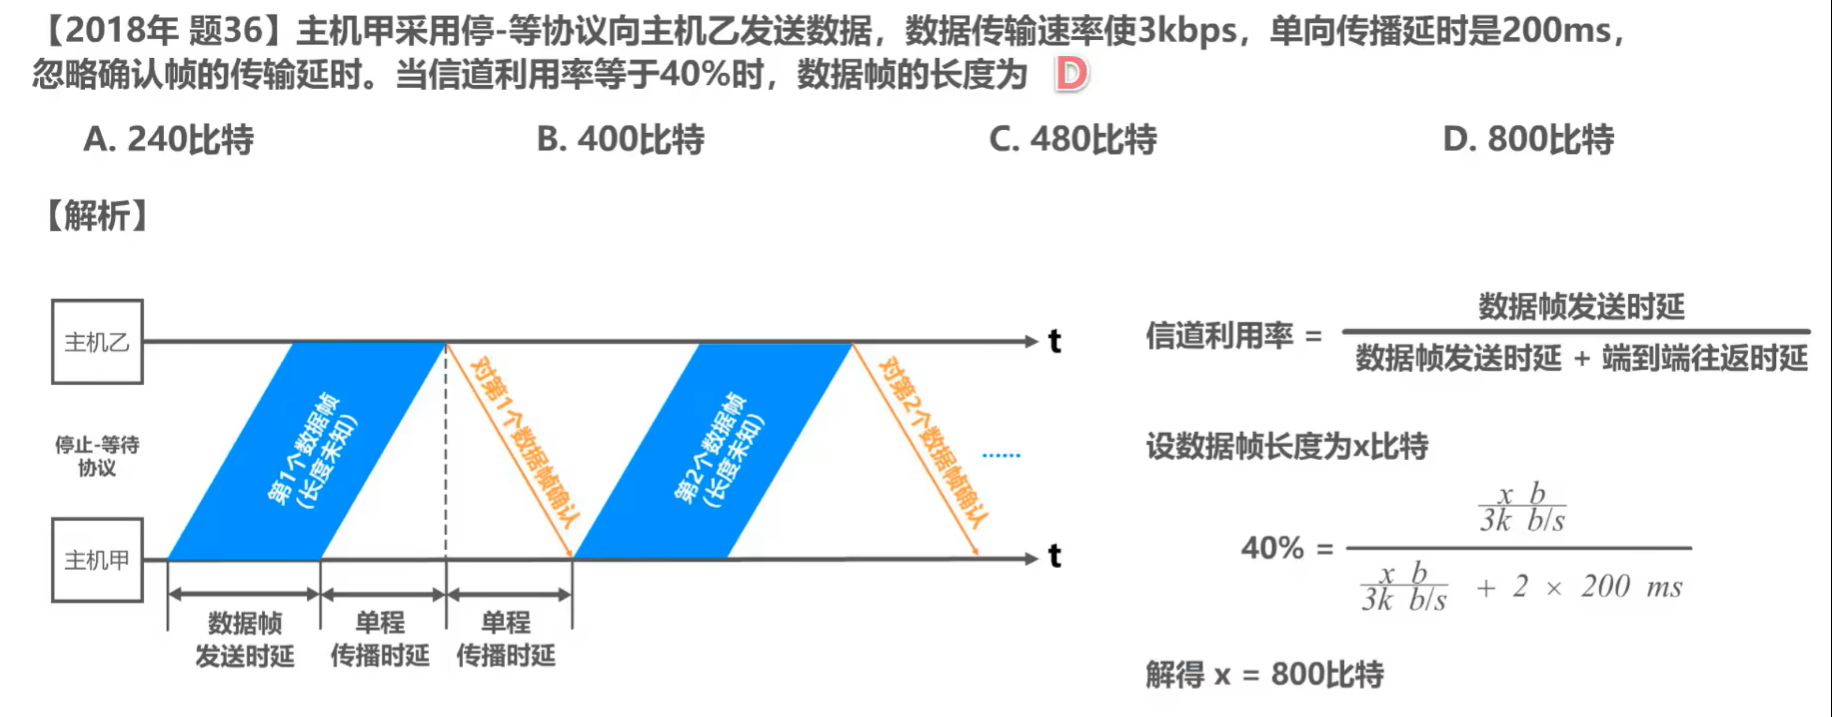 【2018年 题36】主机甲采用停-等协议向主机乙发送数据，数据传输速率使3kbps，单向传播延时是200ms，
忽略确认帧的传输延时。当信道利用率等于40%时，数据帧的长度为 D
A. 240比特 B. 400比特 C. 480比特 D. 800比特
【解析】
主机乙
t
停止-等待
协议
主机甲
t
第1个数据帧
(长度未知)
对第1个数据帧确认
第2个数据帧
(长度未知)
对第2个数据帧确认
......
数据帧
发送时延
单程
传播时延
单程
传播时延
信道利用率 =
数据帧发送时延
数据帧发送时延 + 端到端往返时延
设数据帧长度为x比特
40% =
x b
3k b/s
x b
3k b/s
+ 2 × 200 ms
解得 x = 800比特